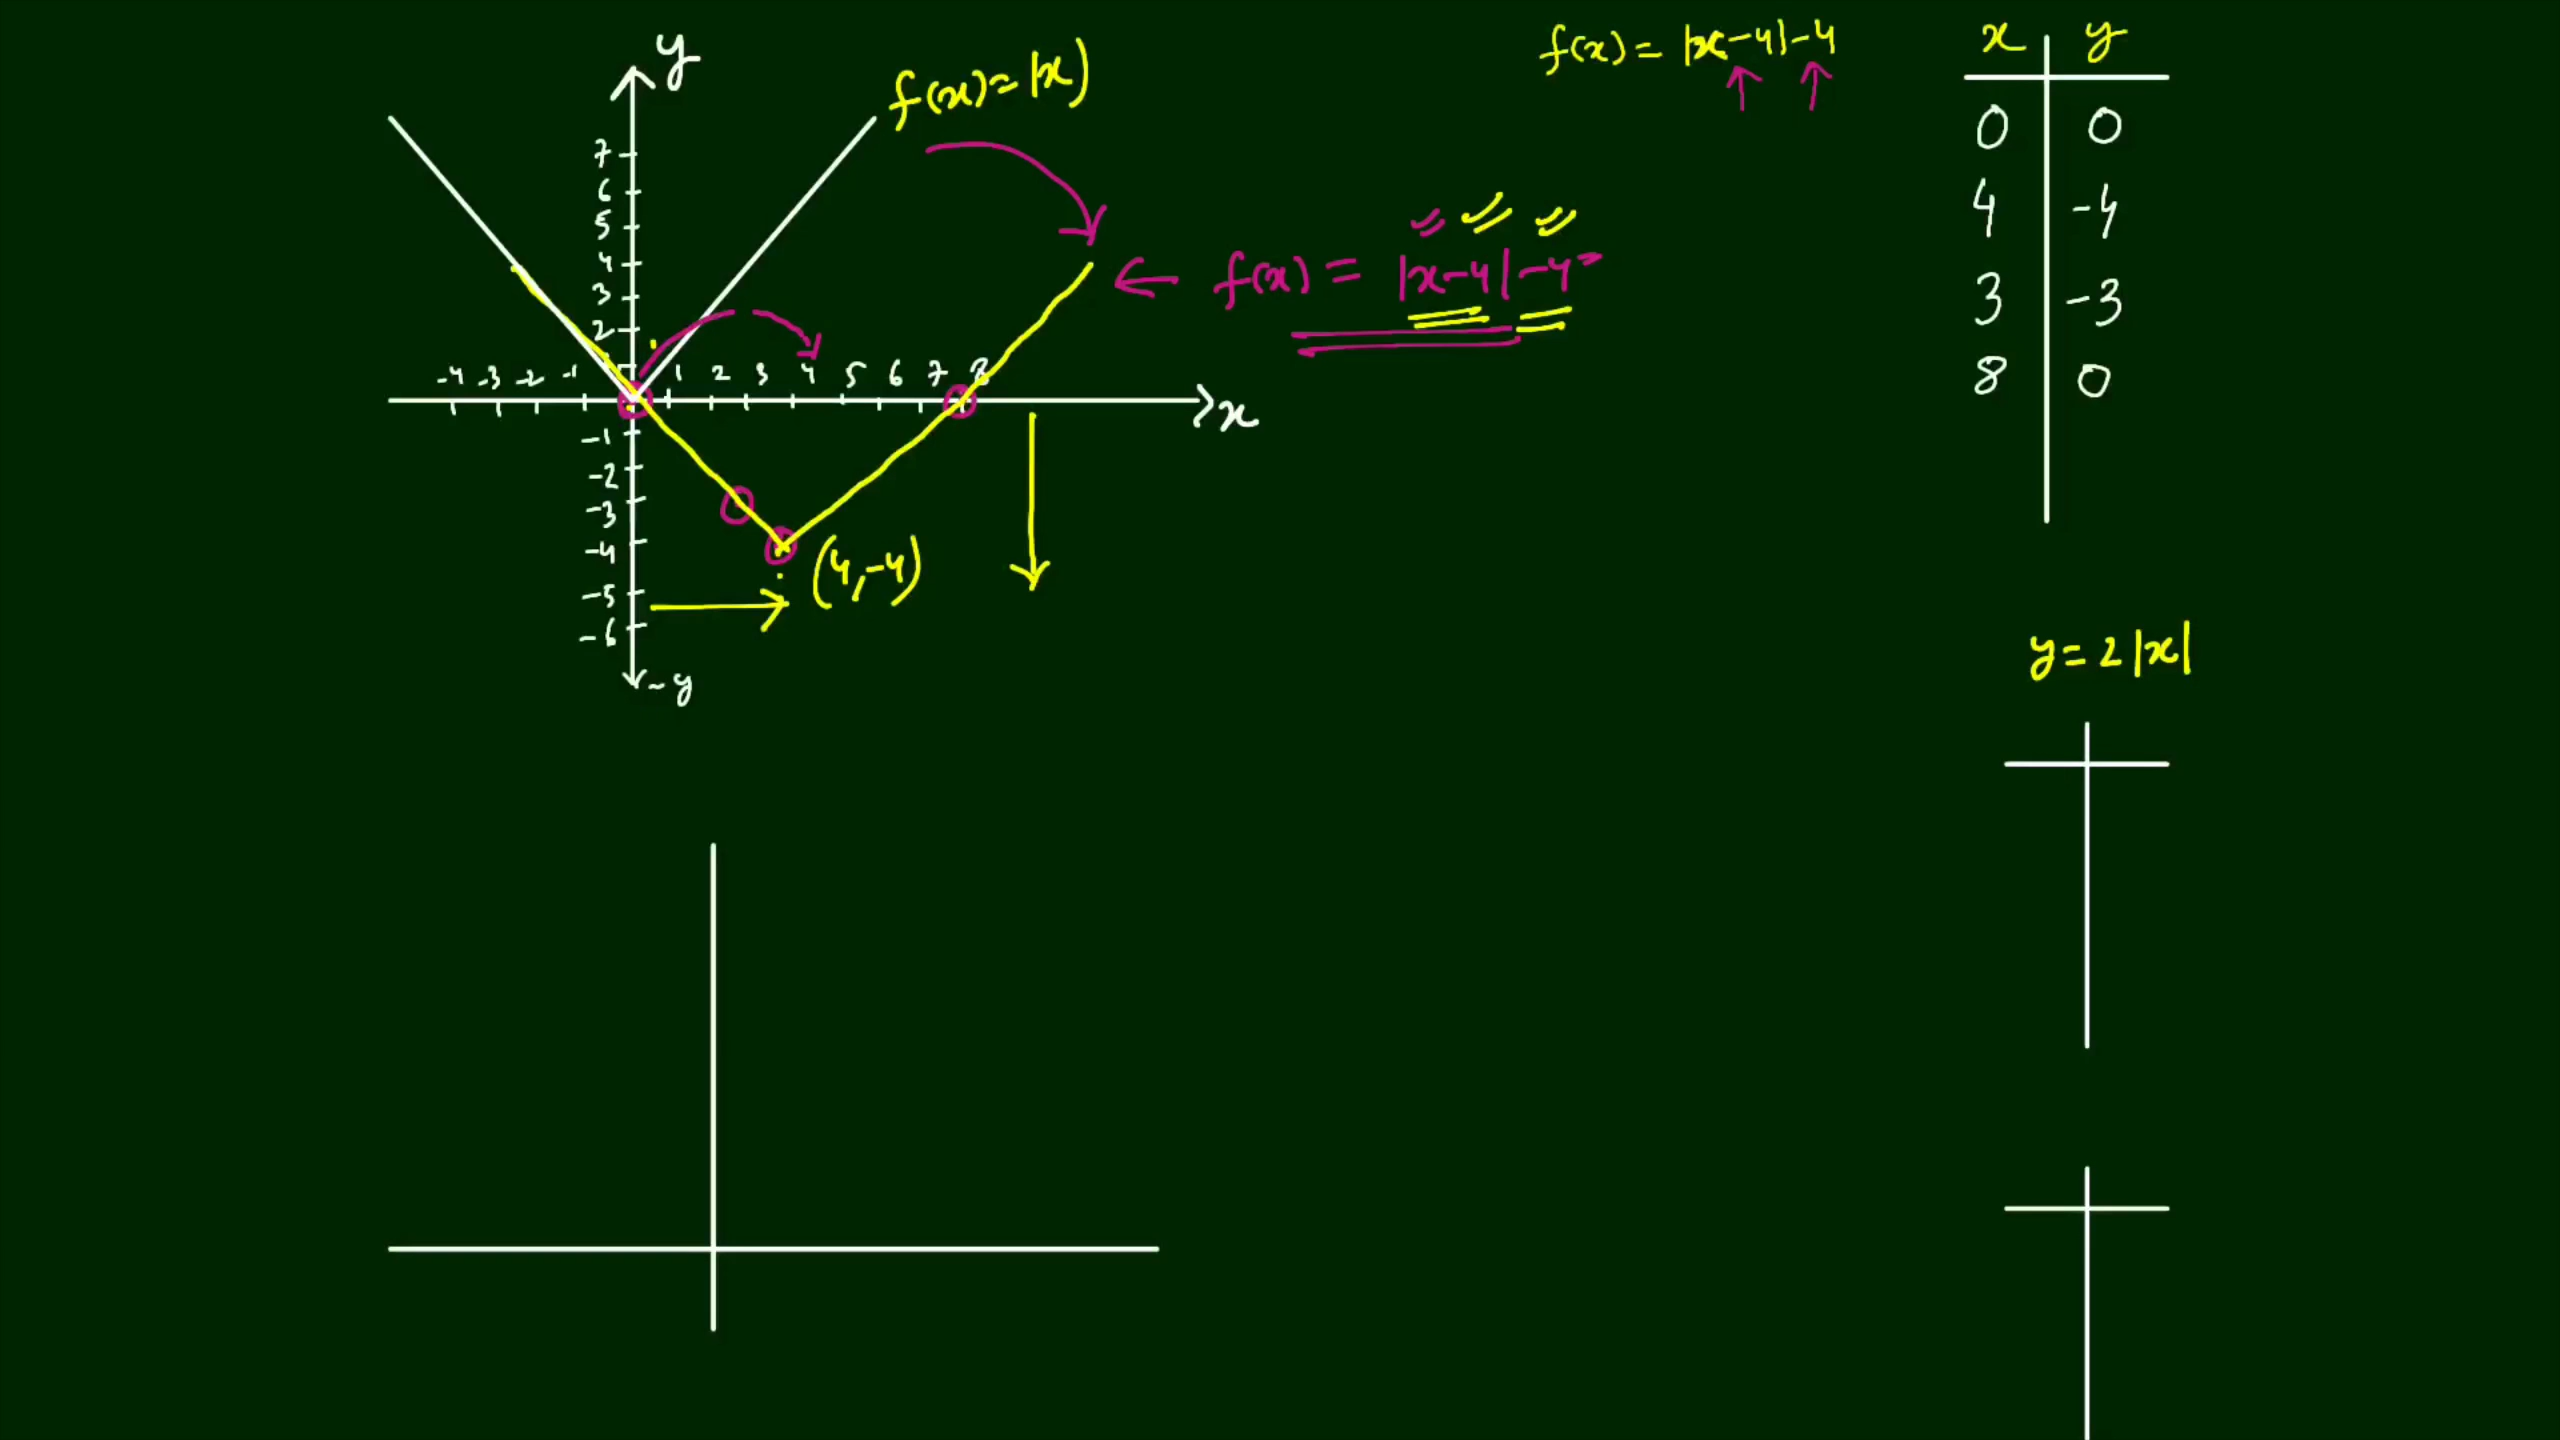 y
f(x) = |x|
7
6
5
4
3
2
-4 -3 -2 -1 1 2 3 4 5 6 7 8
x
-1
-2
-3
-4
-5
-6
-y
(4,-4)
f(x) = |x-4| -4
f(x) = |x-4|-4
x y
0 0
4 -4
3 -3
8 0
y = 2|x|